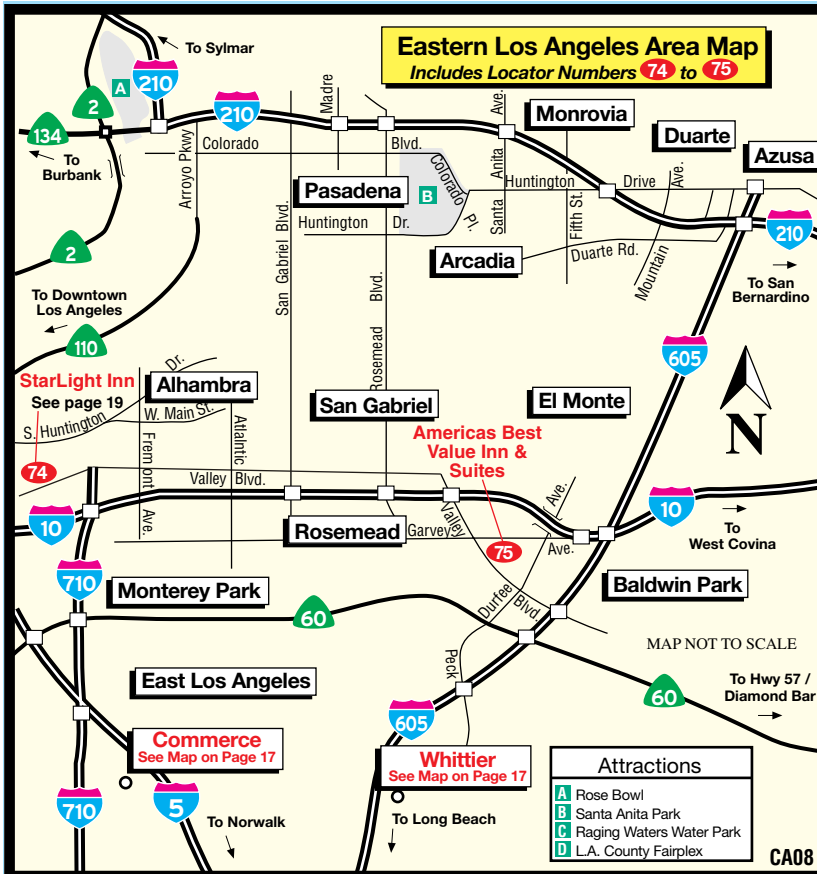 To Sylmar
Eastern Los Angeles Area Map
Includes Locator Numbers 74 to 75
A
210
2
210
134
To
Burbank
Arroyo Pkwy
Colorado
Blvd.
Madre
Santa Anita Ave.
Monrovia
Duarte
Azusa
Pasadena
B
Colorado Pl.
Huntington
Drive
Fifth St.
Mountain Ave.
Huntington Dr.
Arcadia
Duarte Rd.
210
To San
Bernardino
2
San Gabriel Blvd.
Rosemead Blvd.
To Downtown
Los Angeles
110
605
N
StarLight Inn
See page 19
S. Huntington Dr.
Alhambra
W. Main St.
San Gabriel
El Monte
Americas Best
Value Inn &
Suites
74
Fremont Ave.
Atlaintic
Valley Blvd.
10
Rosemead
Garvey
Ave.
Valley
Blvd.
75
Ave.
10
To
West Covina
710
Monterey Park
60
Durfee
Peck
Baldwin Park
MAP NOT TO SCALE
East Los Angeles
To Hwy 57 /
Diamond Bar
60
605
Commerce
See Map on Page 17
Whittier
See Map on Page 17
710
5
To Norwalk
To Long Beach
Attractions
A Rose Bowl
B Santa Anita Park
C Raging Waters Water Park
D L.A. County Fairplex
CA08